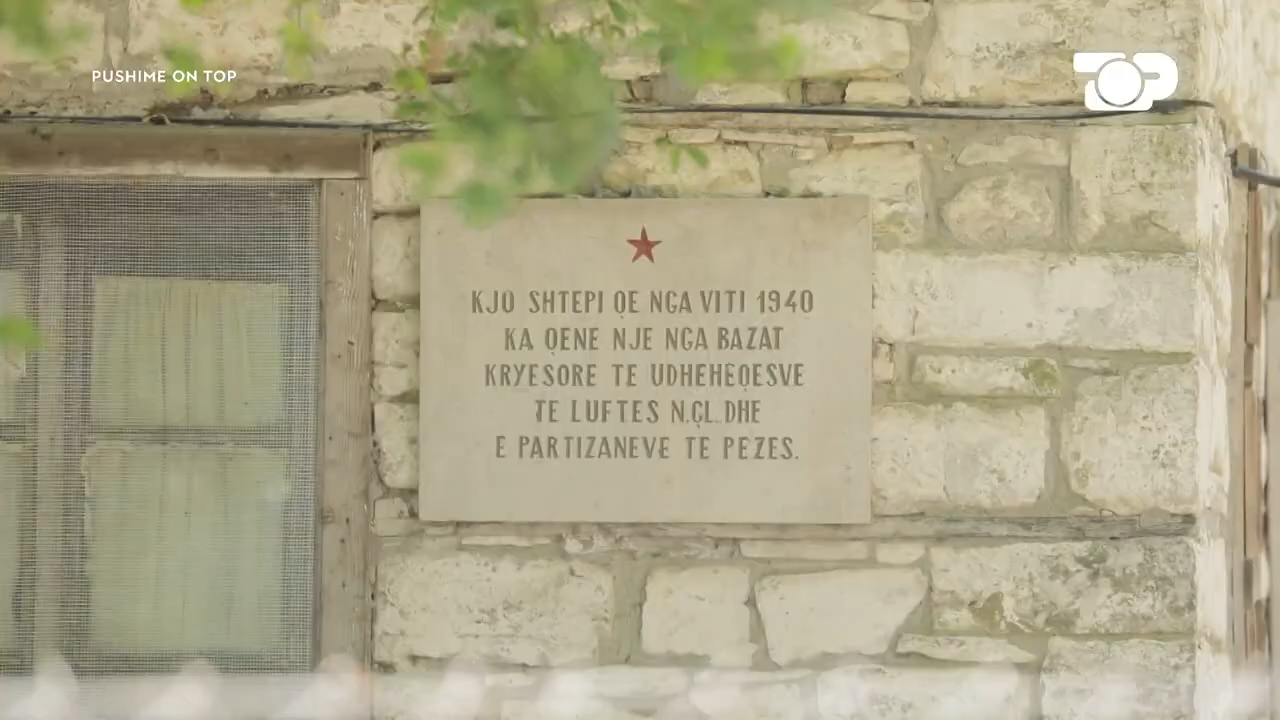 PUSHIME ON TOP
TOP
KJO SHTEPI QE NGA VITI 1940
KA QENE NJE NGA BAZAT
KRYESORE TE UDHEHEQESVE
TE LUFTES N.ÇL. DHE
E PARTIZANEVE TE PEZES.